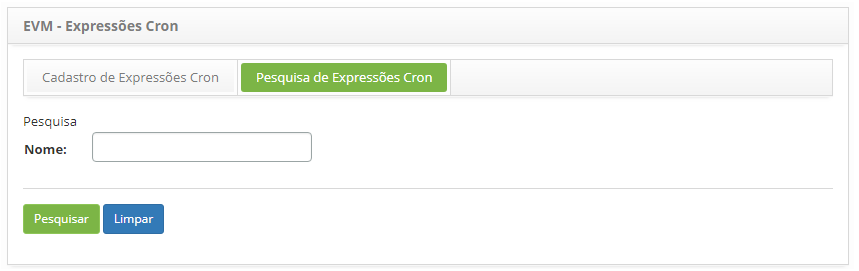 EVM - Expressões Cron
Cadastro de Expressões Cron Pesquisa de Expressões Cron
Pesquisa
Nome:
Pesquisar Limpar